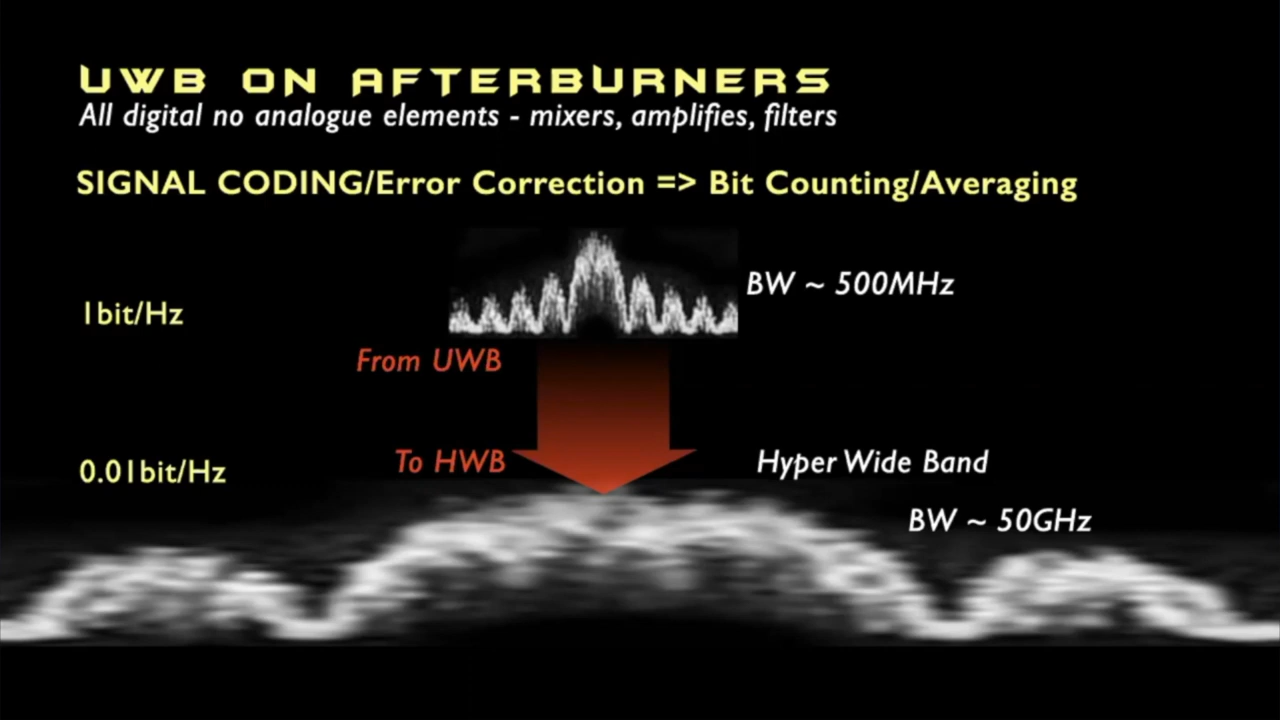 UWB ON AFTERBURNERS
All digital no analogue elements - mixers, amplifies, filters
SIGNAL CODING/Error Correction => Bit Counting/Averaging
BW ~ 500MHz
1bit/Hz
From UWB
To HWB
Hyper Wide Band
0.01bit/Hz
BW ~ 50GHz